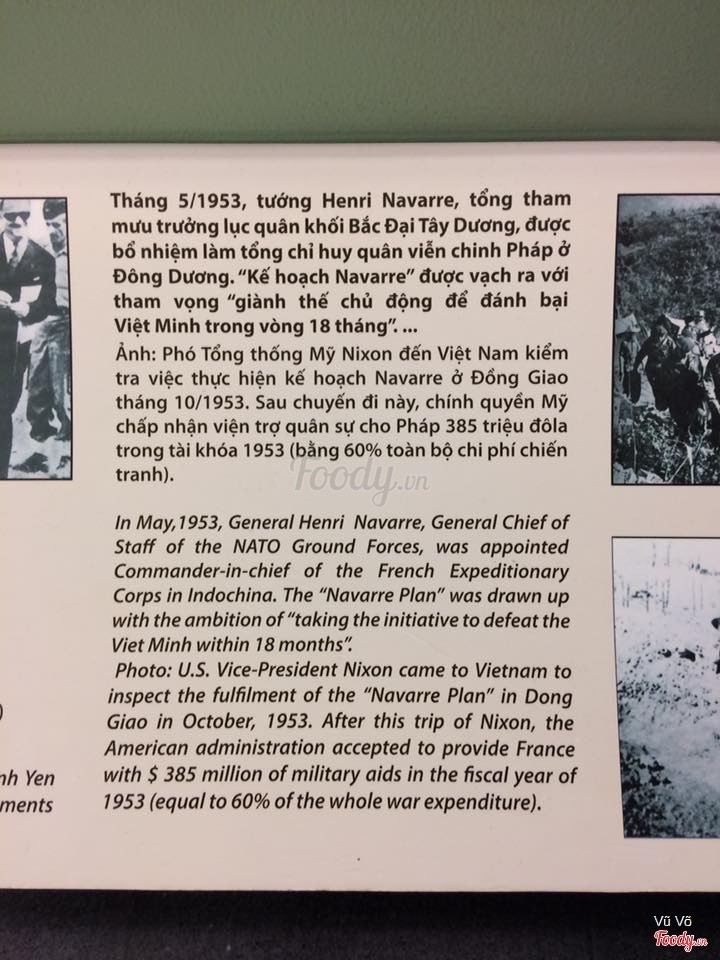 Tháng 5/1953, tướng Henri Navarre, tổng tham
mưu trưởng lục quân khối Bắc Đại Tây Dương, được
bổ nhiệm làm tổng chỉ huy quân viễn chinh Pháp ở
Đông Dương. “Kế hoạch Navarre” được vạch ra với
tham vọng “giành thế chủ động để đánh bại
Việt Minh trong vòng 18 tháng”. ...
Ảnh: Phó Tổng thống Mỹ Nixon đến Việt Nam kiểm
tra việc thực hiện kế hoạch Navarre ở Đồng Giao
tháng 10/1953. Sau chuyến đi này, chính quyền Mỹ
chấp nhận viện trợ quân sự cho Pháp 385 triệu đôla
trong tài khóa 1953 (bằng 60% toàn bộ chi phí chiến
tranh).
Foody.vn
In May,1953, General Henri Navarre, General Chief of
Staff of the NATO Ground Forces, was appointed
Commander-in-chief of the French Expeditionary
Corps in Indochina. The “Navarre Plan” was drawn up
with the ambition of “taking the initiative to defeat the
Viet Minh within 18 months”.
Photo: U.S. Vice-President Nixon came to Vietnam to
inspect the fulfilment of the “Navarre Plan” in Dong
Giao in October, 1953. After this trip of Nixon, the
American administration accepted to provide France
with $ 385 million of military aids in the fiscal year of
1953 (equal to 60% of the whole war expenditure).
)
nh Yen
ments
Vũ Võ
Foody.vn